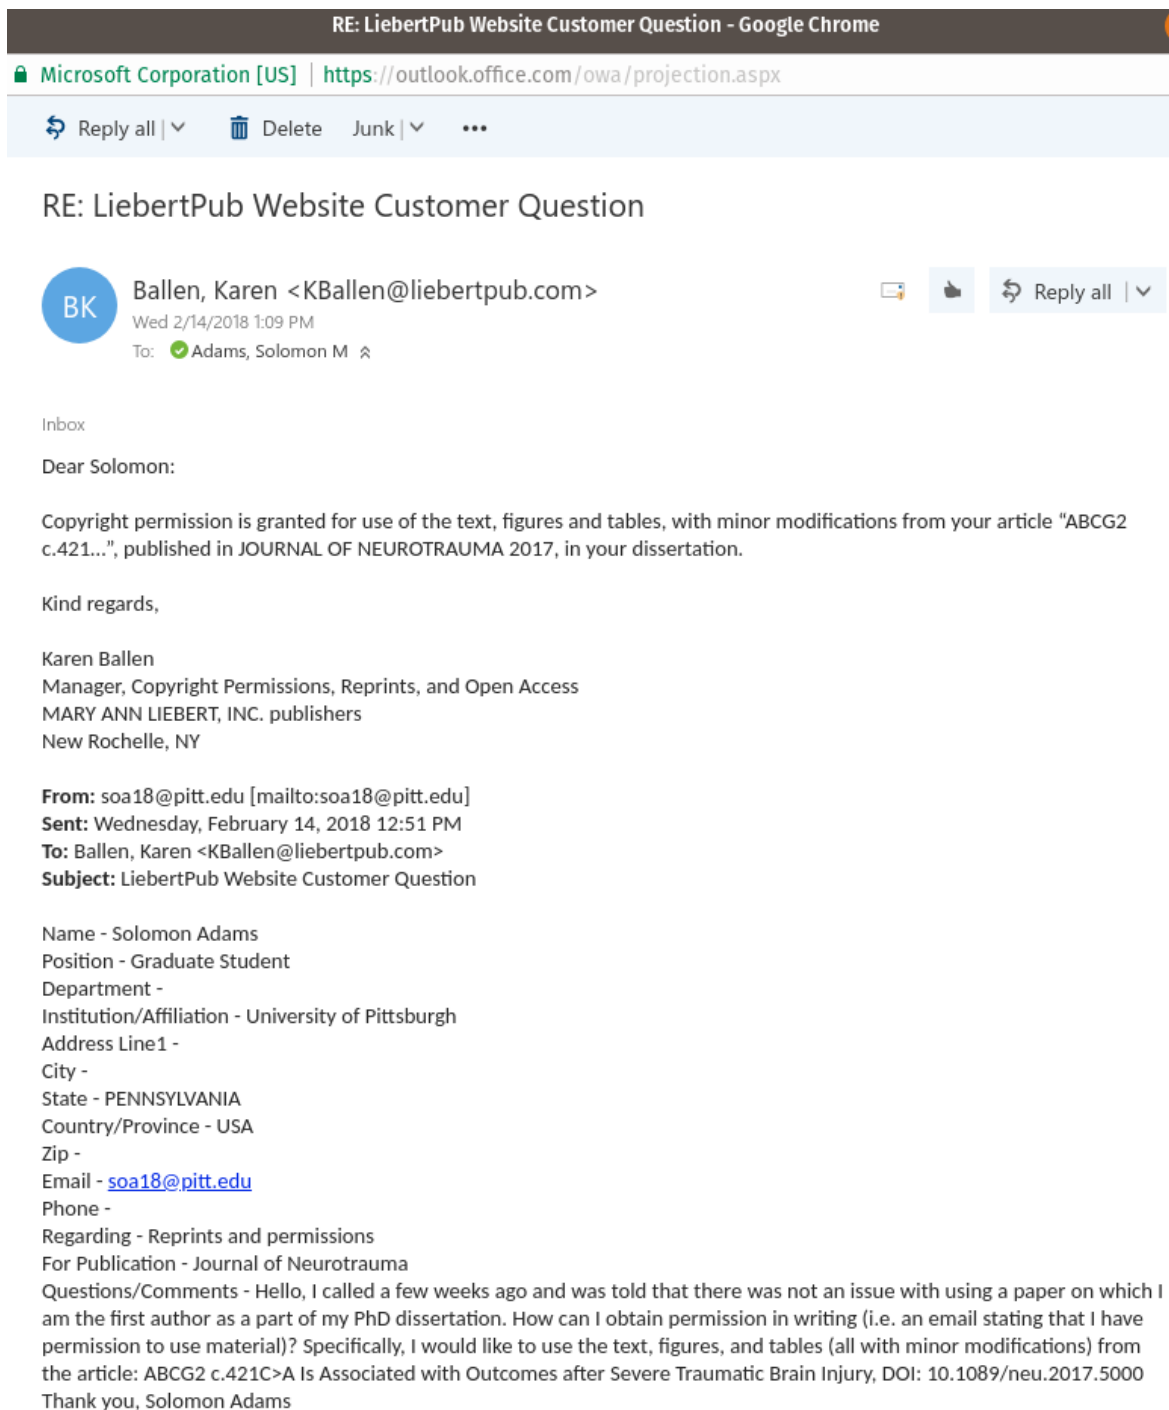 RE: LiebertPub Website Customer Question - Google Chrome
Microsoft Corporation [US] | https://outlook.office.com/owa/projection.aspx
Reply all | Delete Junk | •••
RE: LiebertPub Website Customer Question
BK
Ballen, Karen <KBallen@liebertpub.com>
Reply all |
Wed 2/14/2018 1:09 PM
To: Adams, Solomon M
Inbox
Dear Solomon:
Copyright permission is granted for use of the text, figures and tables, with minor modifications from your article “ABCG2
c.421...”, published in JOURNAL OF NEUROTRAUMA 2017, in your dissertation.
Kind regards,
Karen Ballen
Manager, Copyright Permissions, Reprints, and Open Access
MARY ANN LIEBERT, INC. publishers
New Rochelle, NY
From: soa18@pitt.edu [mailto:soa18@pitt.edu]
Sent: Wednesday, February 14, 2018 12:51 PM
To: Ballen, Karen <KBallen@liebertpub.com>
Subject: LiebertPub Website Customer Question
Name - Solomon Adams
Position - Graduate Student
Department -
Institution/Affiliation - University of Pittsburgh
Address Line1 -
City -
State - PENNSYLVANIA
Country/Province - USA
Zip -
Email - soa18@pitt.edu
Phone -
Regarding - Reprints and permissions
For Publication - Journal of Neurotrauma
Questions/Comments - Hello, I called a few weeks ago and was told that there was not an issue with using a paper on which I
am the first author as a part of my PhD dissertation. How can I obtain permission in writing (i.e. an email stating that I have
permission to use material)? Specifically, I would like to use the text, figures, and tables (all with minor modifications) from
the article: ABCG2 c.421C>A Is Associated with Outcomes after Severe Traumatic Brain Injury, DOI: 10.1089/neu.2017.5000
Thank you, Solomon Adams